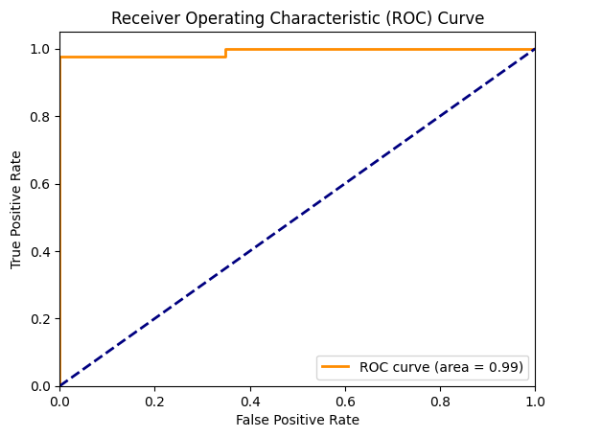 Receiver Operating Characteristic (ROC) Curve
1.0
0.8
0.6
0.4
0.2
0.0
True Positive Rate
ROC curve (area = 0.99)
0.0 0.2 0.4 0.6 0.8 1.0
False Positive Rate